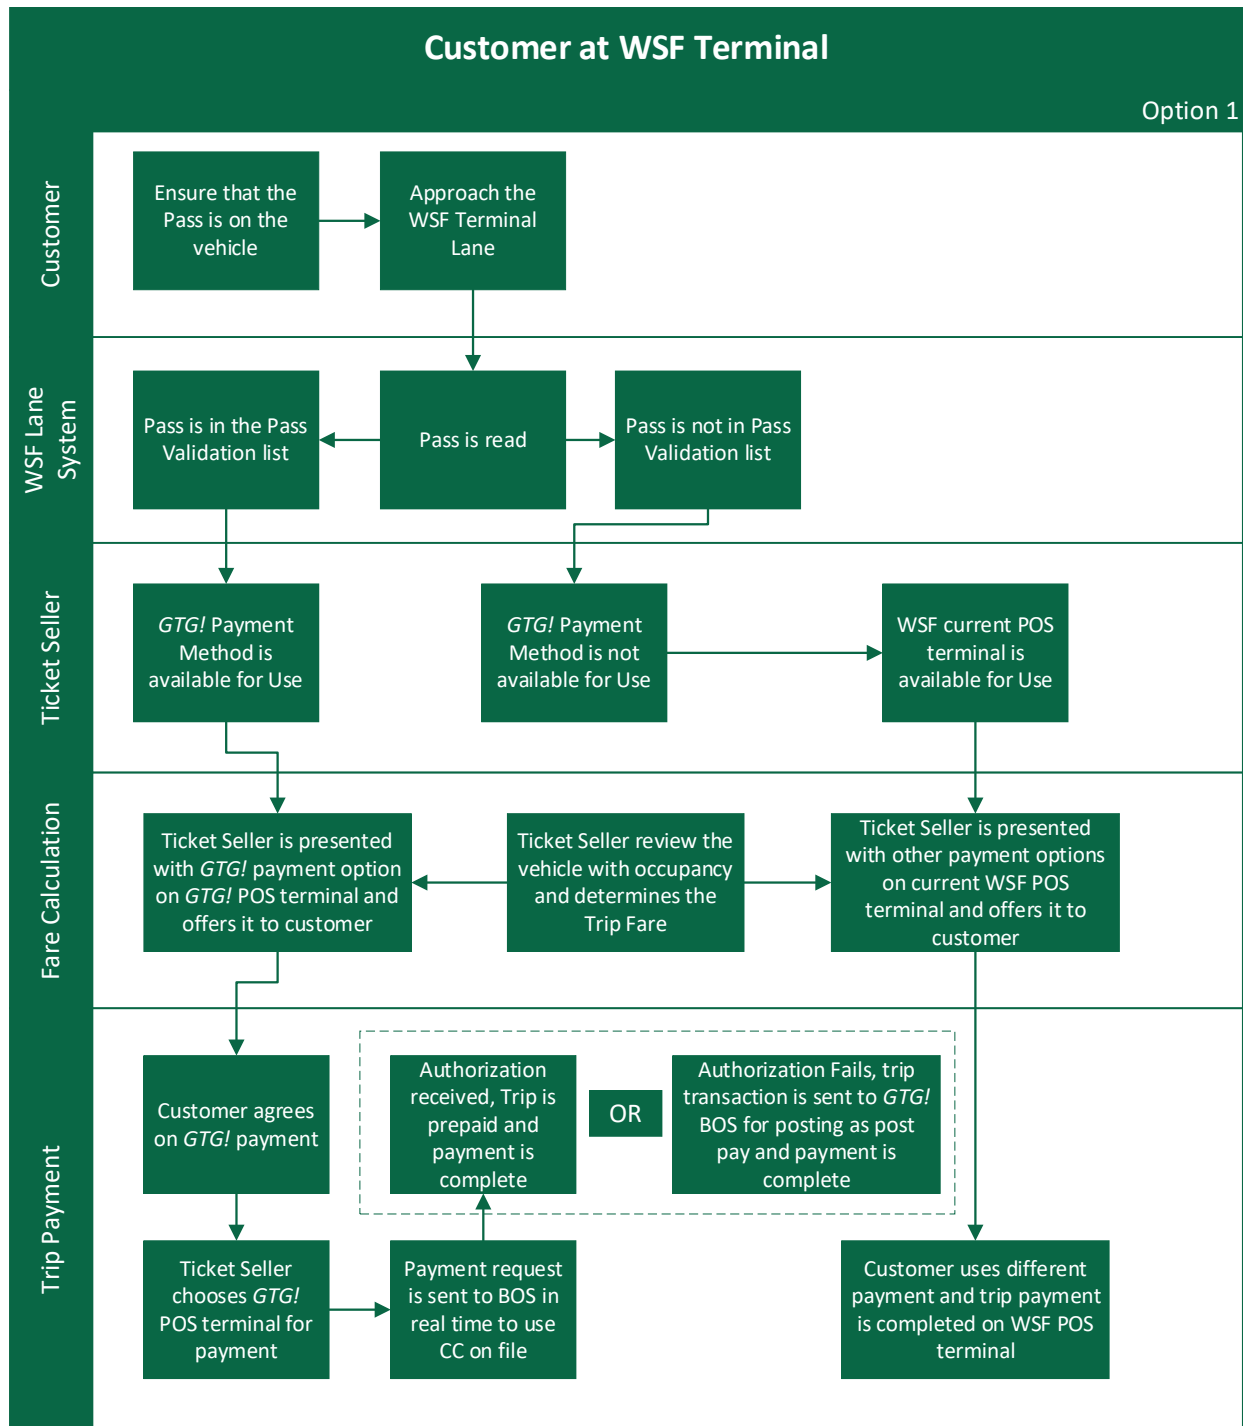 Customer at WSF Terminal
Option 1
Customer
Ensure that the
Pass is on the
vehicle
Approach the
WSF Terminal
Lane
WSF Lane
System
Pass is in the Pass
Validation list
Pass is read
Pass is not in Pass
Validation list
Ticket Seller
GTG! Payment
Method is
available for Use
GTG! Payment
Method is not
available for Use
WSF current POS
terminal is
available for Use
Fare Calculation
Ticket Seller is presented
with GTG! payment option
on GTG! POS terminal and
offers it to customer
Ticket Seller review the
vehicle with occupancy
and determines the
Trip Fare
Ticket Seller is presented
with other payment options
on current WSF POS
terminal and offers it to
customer
Trip Payment
Customer agrees
on GTG! payment
Authorization
received, Trip is
prepaid and
payment is
complete
OR
Authorization Fails, trip
transaction is sent to GTG!
BOS for posting as post
pay and payment is
complete
Ticket Seller
chooses GTG!
POS terminal for
payment
Payment request
is sent to BOS in
real time to use
CC on file
Customer uses different
payment and trip payment
is completed on WSF POS
terminal